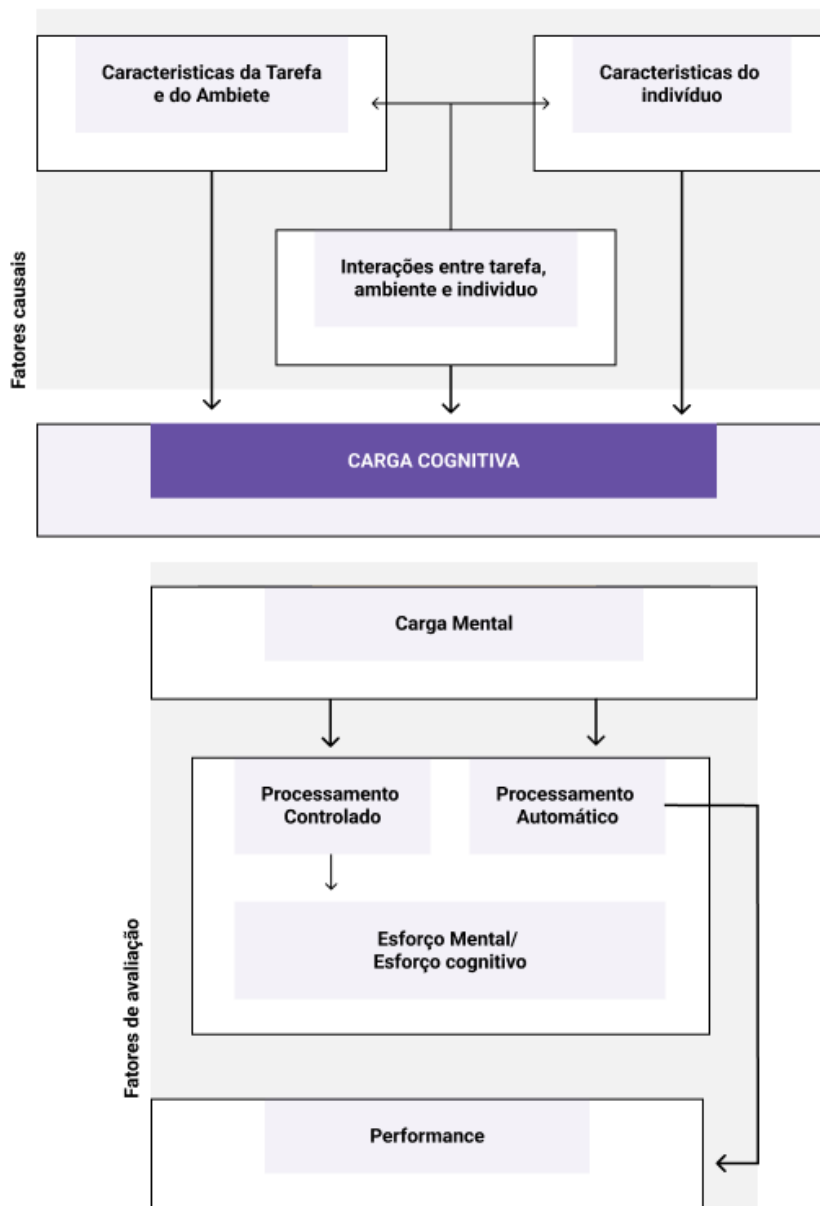 Caracteristicas da Tarefa
e do Ambiete
Caracteristicas do
indivíduo
Interações entre tarefa,
ambiente e individuo
Fatores causais
CARGA COGNITIVA
Carga Mental
Processamento
Controlado
Processamento
Automático
Esforço Mental/
Esforço cognitivo
Fatores de avaliação
Performance